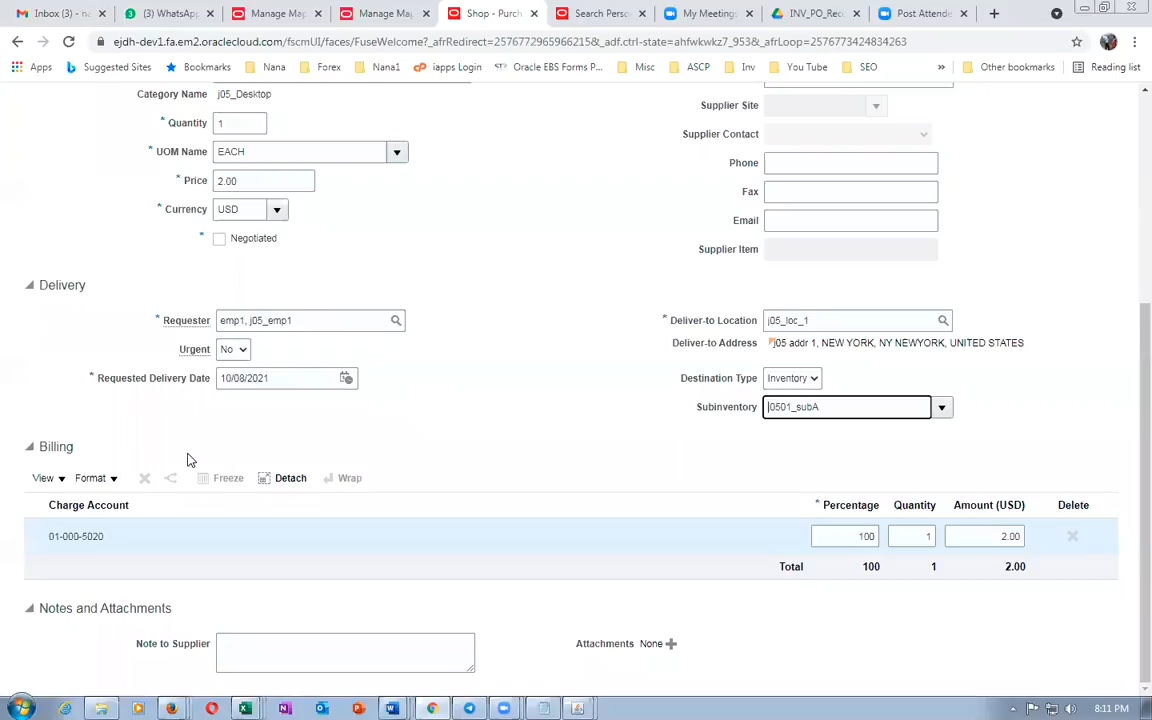 Inbox (3) - n
(3) WhatsApp
Manage Map
Manage Map
Shop - Purch
Search Perso
My Meetings
INV_PO_Rec
Post Attende
ejdh-dev1.fa.em2.oraclecloud.com/fscmUI/faces/FuseWelcome?_afrRedirect=2576772965966215&_adf.ctrl-state=ahfwkwkz7_953&_afrLoop=2576773424834263
Apps Suggested Sites Bookmarks Nana Forex Nana1 iapps Login Oracle EBS Forms P... Misc ASCP Inv You Tube SEO » Other bookmarks Reading list
Category Name j05_Desktop
Supplier Site
* Quantity 1
Supplier Contact
* UOM Name EACH
Phone
* Price 2.00
Fax
* Currency USD
Email
* Negotiated
Supplier Item
Delivery
* Requester emp1, j05_emp1
* Deliver-to Location j05_loc_1
Urgent No
Deliver-to Address j05 addr 1, NEW YORK, NY NEWYORK, UNITED STATES
* Requested Delivery Date 10/08/2021
Destination Type Inventory
Subinventory j0501_subA
Billing
View Format Freeze Detach Wrap
Charge Account * Percentage Quantity Amount (USD) Delete
01-000-5020 100 1 2.00
Total 100 1 2.00
Notes and Attachments
Note to Supplier
Attachments None
8:11 PM